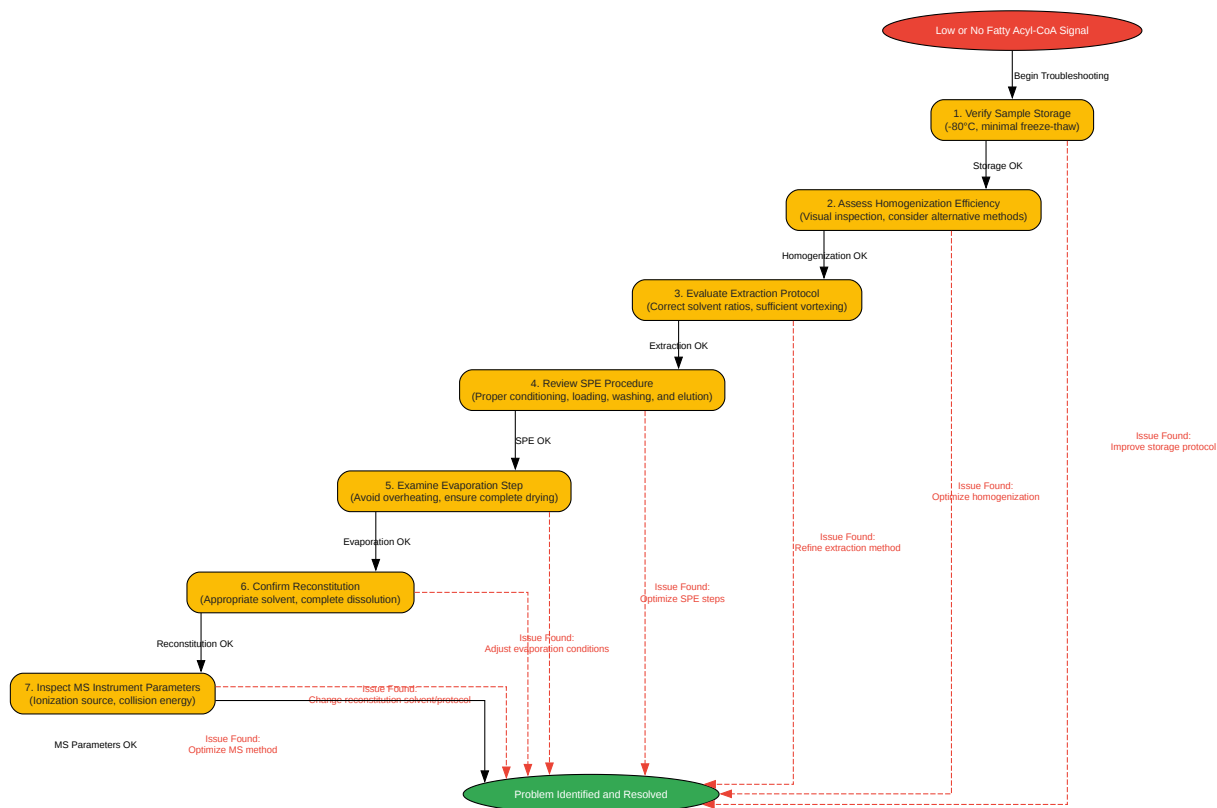 Low or No Fatty Acyl-CoA Signal
Begin Troubleshooting
1. Verify Sample Storage
(-80°C, minimal freeze-thaw)
Storage OK
2. Assess Homogenization Efficiency
(Visual inspection, consider alternative methods)
Homogenization OK
3. Evaluate Extraction Protocol
(Correct solvent ratios, sufficient vortexing)
Extraction OK
4. Review SPE Procedure
(Proper conditioning, loading, washing, and elution)
SPE OK
Issue Found:
Improve storage protocol
5. Examine Evaporation Step
(Avoid overheating, ensure complete drying)
Issue Found:
Optimize homogenization
Evaporation OK
Issue Found:
Refine extraction method
6. Confirm Reconstitution
(Appropriate solvent, complete dissolution)
Issue Found:
Optimize SPE steps
Reconstitution OK
Issue Found:
Adjust evaporation conditions
7. Inspect MS Instrument Parameters
(Ionization source, collision energy)
Issue Found:
Change reconstitution solvent/protocol
MS Parameters OK
Issue Found:
Optimize MS method
Problem Identified and Resolved